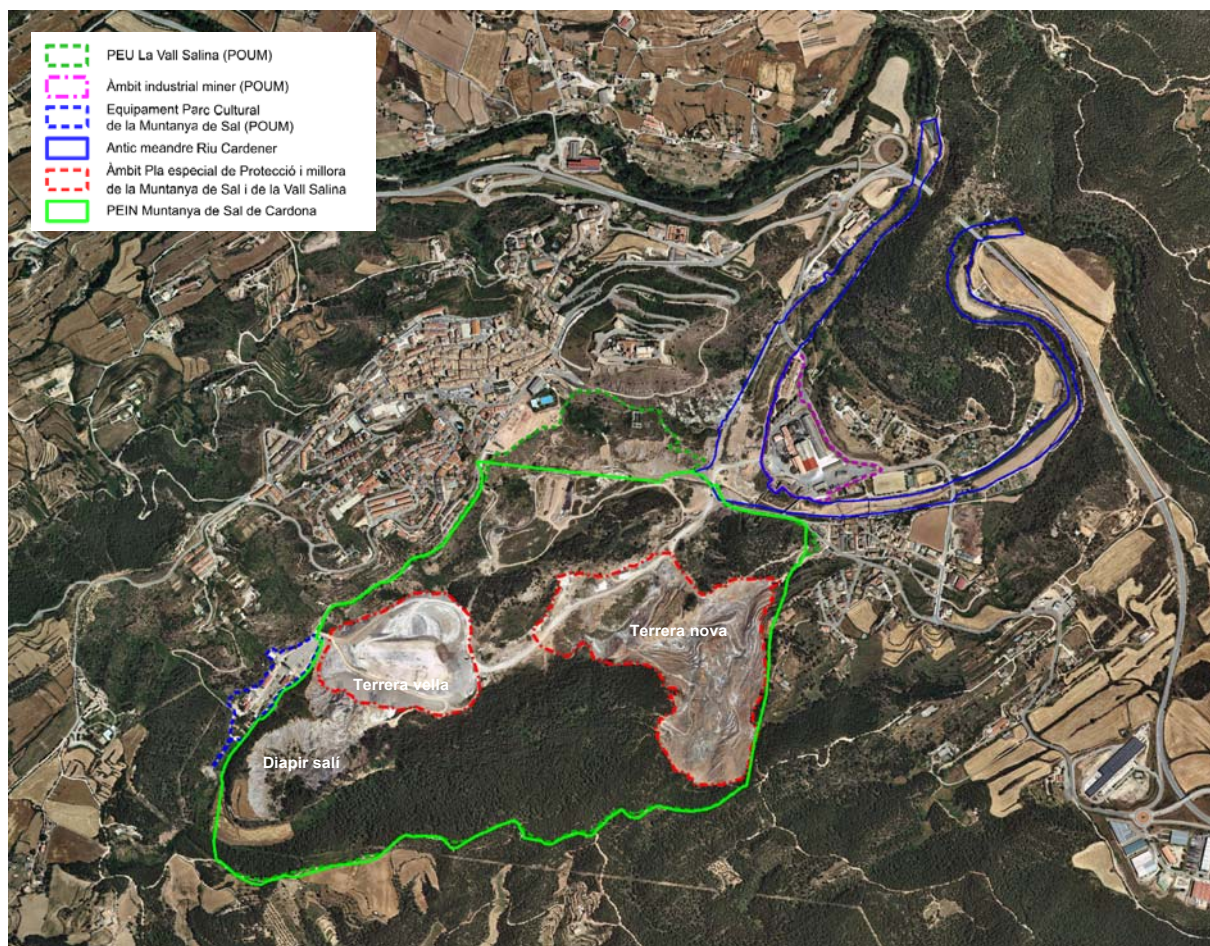 PEU La Vall Salina (POUM)
Àmbit industrial miner (POUM)
Equipament Parc Cultural
de la Muntanya de Sal (POUM)
Antic meandre Riu Cardener
Àmbit Pla especial de Protecció i millora
de la Muntanya de Sal i de la Vall Salina
PEIN Muntanya de Sal de Cardona
Terrera nova
Terrera vella
Diapir salí